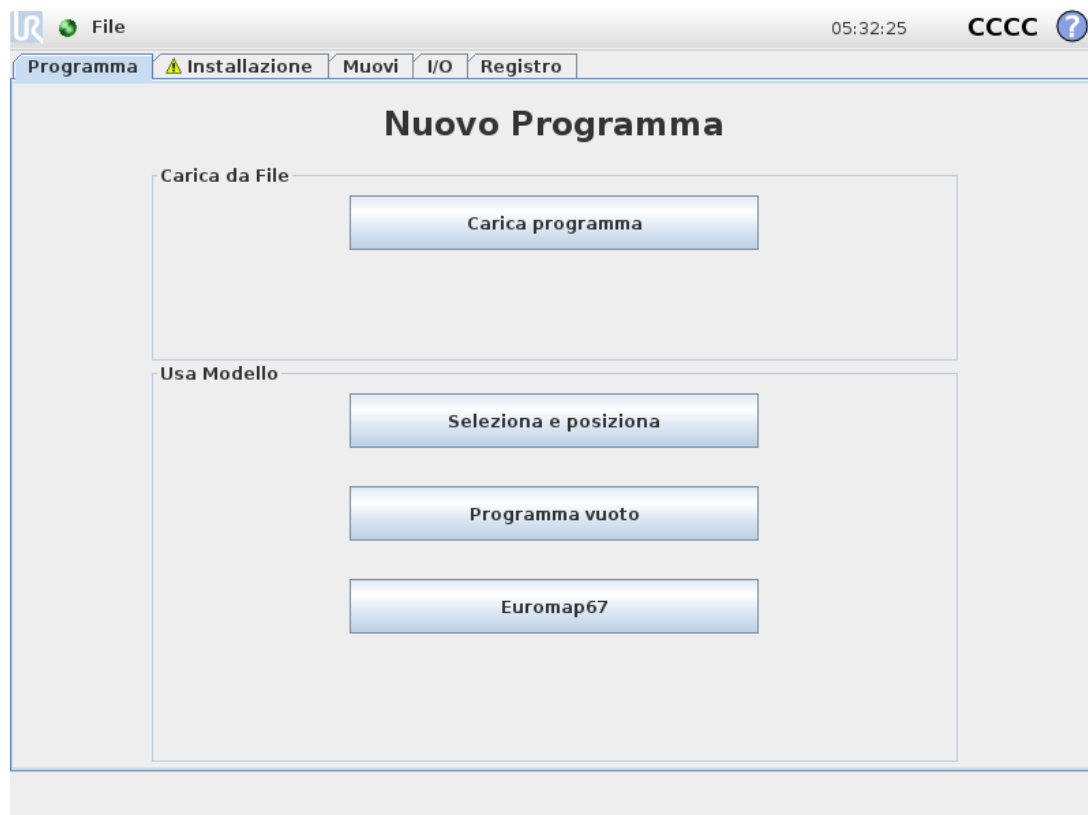 UR File 05:32:25 CCCC ?
Programma Installazione Muovi I/O Registro
Nuovo Programma
Carica da File
Carica programma
Usa Modello
Seleziona e posiziona
Programma vuoto
Euromap67